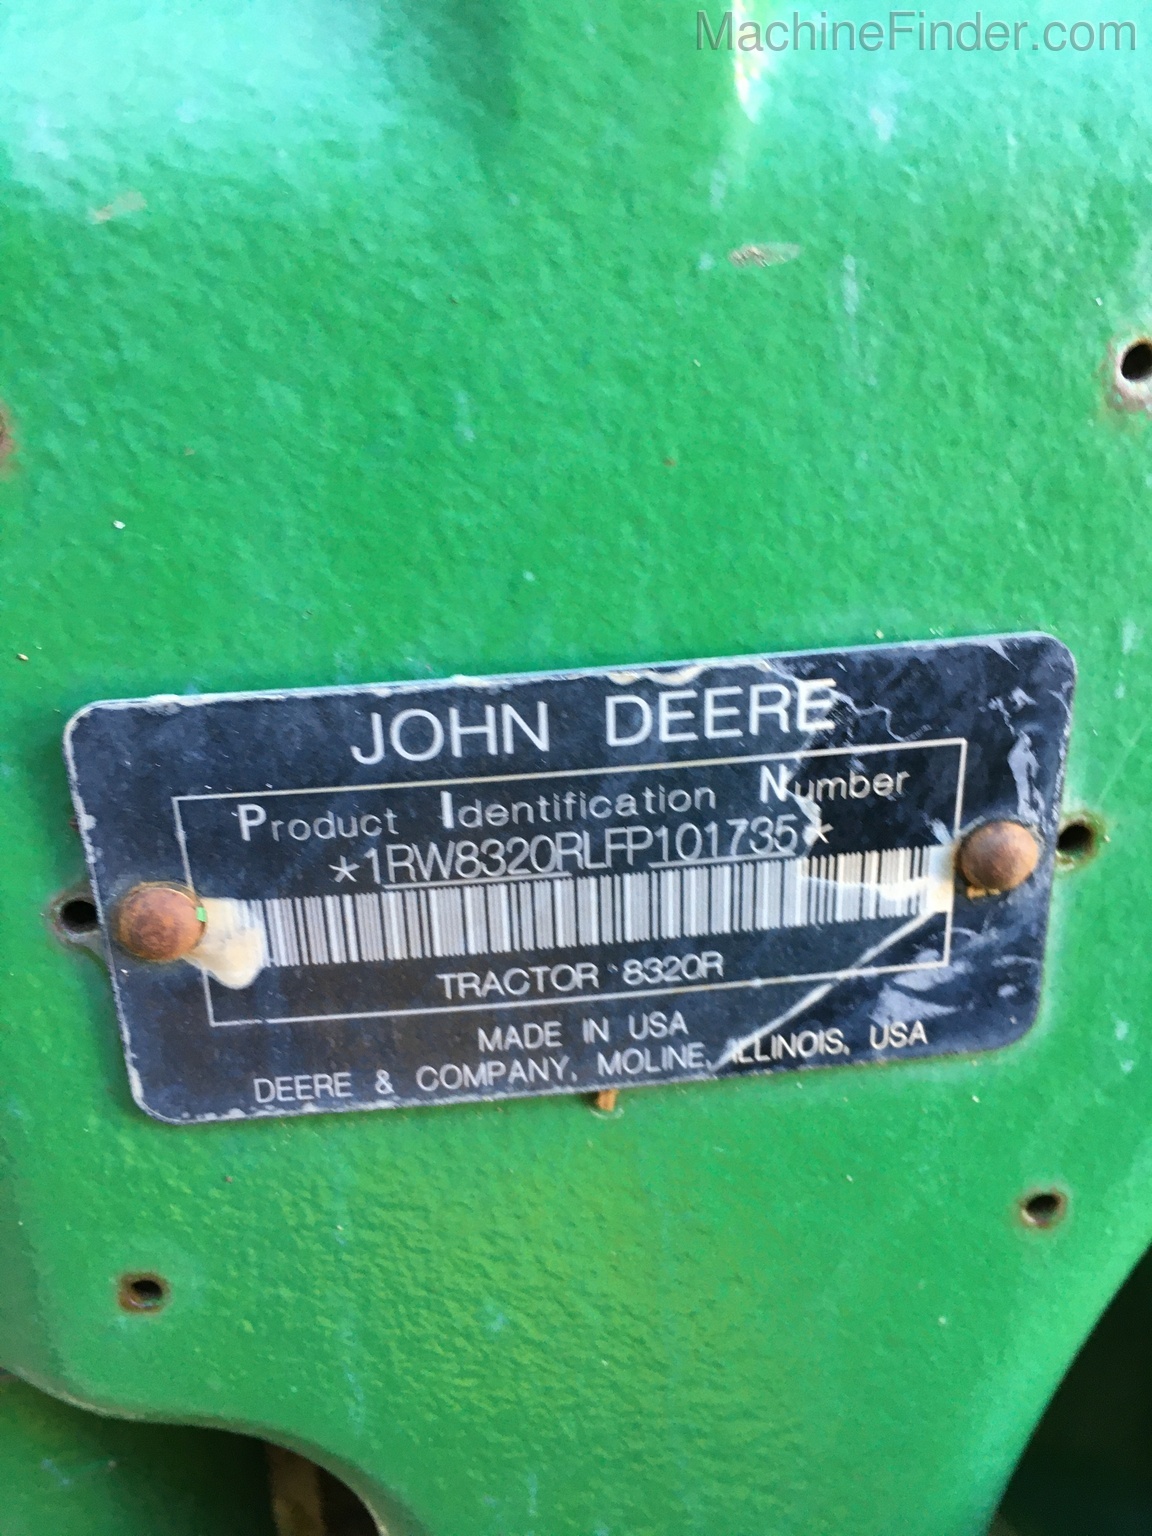 MachineFinder.com
JOHN DEERE
Product Identification Number
*1RW8320RLFP101735*
TRACTOR 8320R
MADE IN USA
DEERE & COMPANY, MOLINE, ILLINOIS, USA